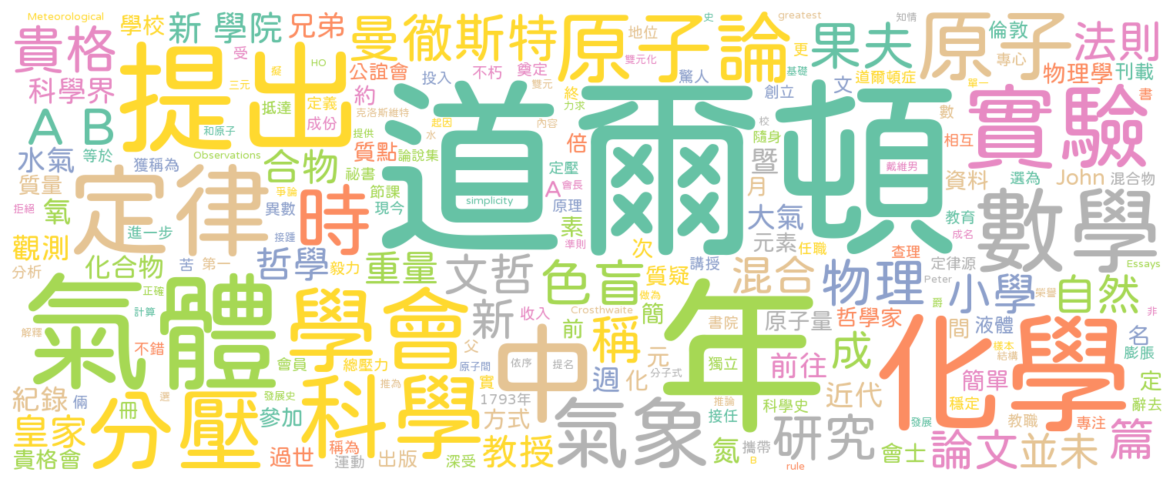 Meteorological
學校
新 學院
兄弟
曼徹斯特
地位
史
greatest
知情
貴格
提出
受
HO
原子論
雙元化
更
果夫
原子
倫敦
法則
科學界
公誼會
投入
不朽
奠定
驚人
基礎
文
道爾頓症
專心
物理學
刊載
三元
疑
約
抵達
定義
終
雙元
創立
單一
書
A B
和原子
成份
克洛斯維特
倍
數
力求
道爾頓
實驗
水氣
等於
Observations
合物
提供
起因
內容
水
校
隨身
相互
獲稱為
質點
論說集
定壓
暨
戴維男
質量
定律
爭論
祕書
節課
A
會長
月
資料
選為
John
混合物
拒絕
氧
異數
時
現今
simplicity
素
原理
準則
大氣
元素
教育
成名
數學
觀測
進一步
接踵
次
任職
查理
分析
化合物
苦
第一
哲學
毅力
重量
文哲
色盲
質疑
講授
混合
物理
定律源
Peter
小學
自然
Essays
氣體
正確
計算
學會
新
收入
Crosthwaite
做為
前
簡
年
書院
原子量
哲學家
爵
榮譽
間
液體
非
名
解釋
不錯
父
中
稱
元
獨立
成
化學
樣本
結構
膨脹
會員
總壓力
原子間
依序
提名
實
週
化
分子式
前往
簡單
定
紀錄
倆
分壓
選
發展史
科學
推為
1793年
氣象
推論
科學史
近代
穩定
辭去
皇家
冊
參加
方式
接任
研究
發展
教職
專注
貴格會
過世
稱為
運動
出版
深受
教授
氮
攜帶
B
rule
會士
論文
並未
篇